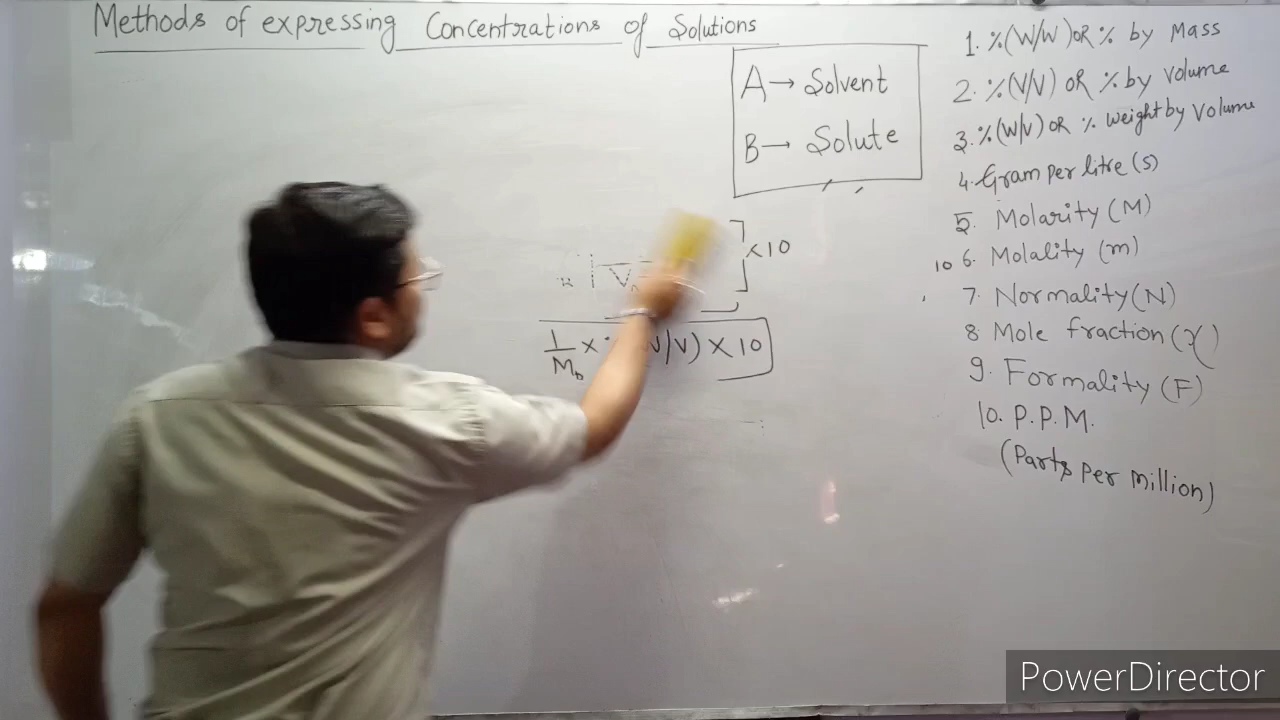 Methods of expressing Concentrations of Solutions
A → Solvent
B → Solute
] × 10
1/M_b × V/V) × 10
1. %(W/W) OR % by Mass
2. %(V/V) OR % by Volume
3. %(W/V) OR % weight by Volume
4. Gram per litre (S)
5. Molarity (M)
10 6. Molality (m)
7. Normality (N)
8 Mole fraction (χ)
9. Formality (F)
10. P.P.M.
(Parts per million)
PowerDirector